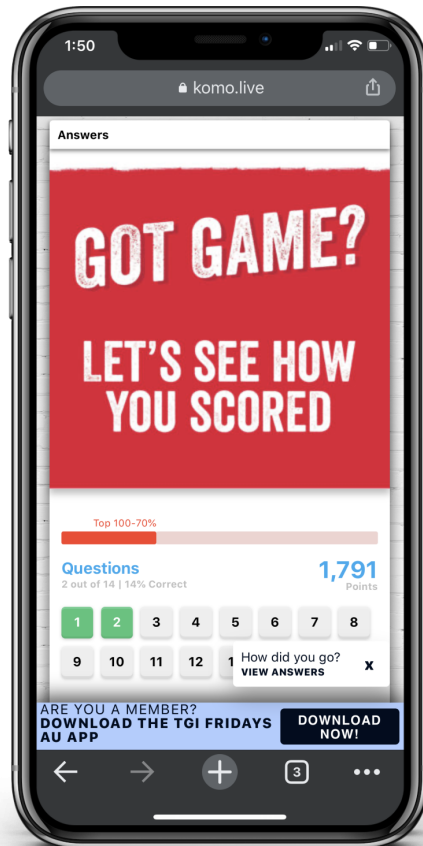 1:50
komo.live
Answers
GOT GAME?
LET'S SEE HOW
YOU SCORED
Top 100-70%
Questions
1,791
2 out of 14 | 14% Correct
Points
1 2 3 4 5 6 7 8
9 10 11 12
How did you go?
VIEW ANSWERS
x
ARE YOU A MEMBER?
DOWNLOAD THE TGI FRIDAYS
AU APP
DOWNLOAD
NOW!
3